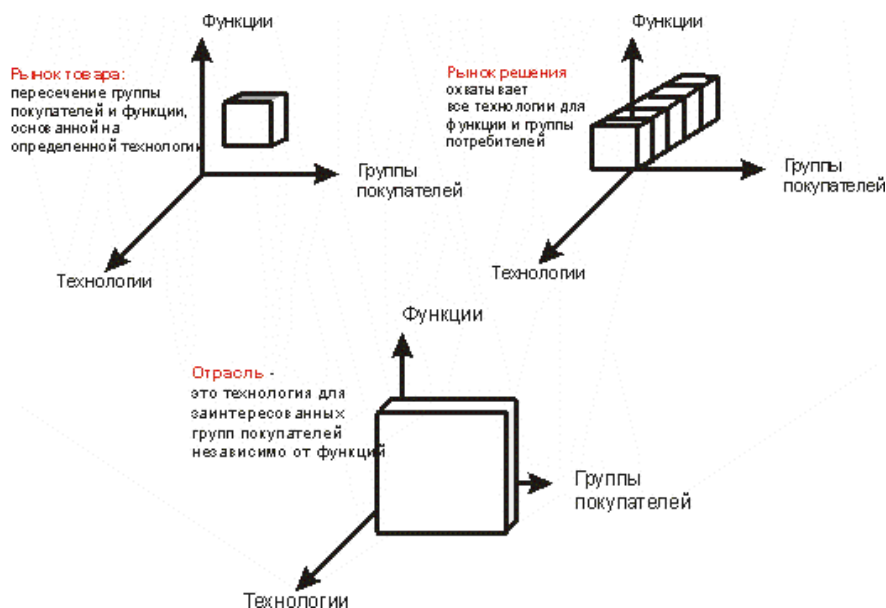 Функции
Рынок товара:
пересечение группы
покупателей и функции,
основанной на
определенной технологии
Группы
покупателей
Технологии
Функции
Рынок решения
охватывает
все технологии для
функции и группы
потребителей
Группы
покупателей
Технологии
Функции
Отрасль -
это технология для
заинтересованных
групп покупателей
независимо от функций
Группы
покупателей
Технологии